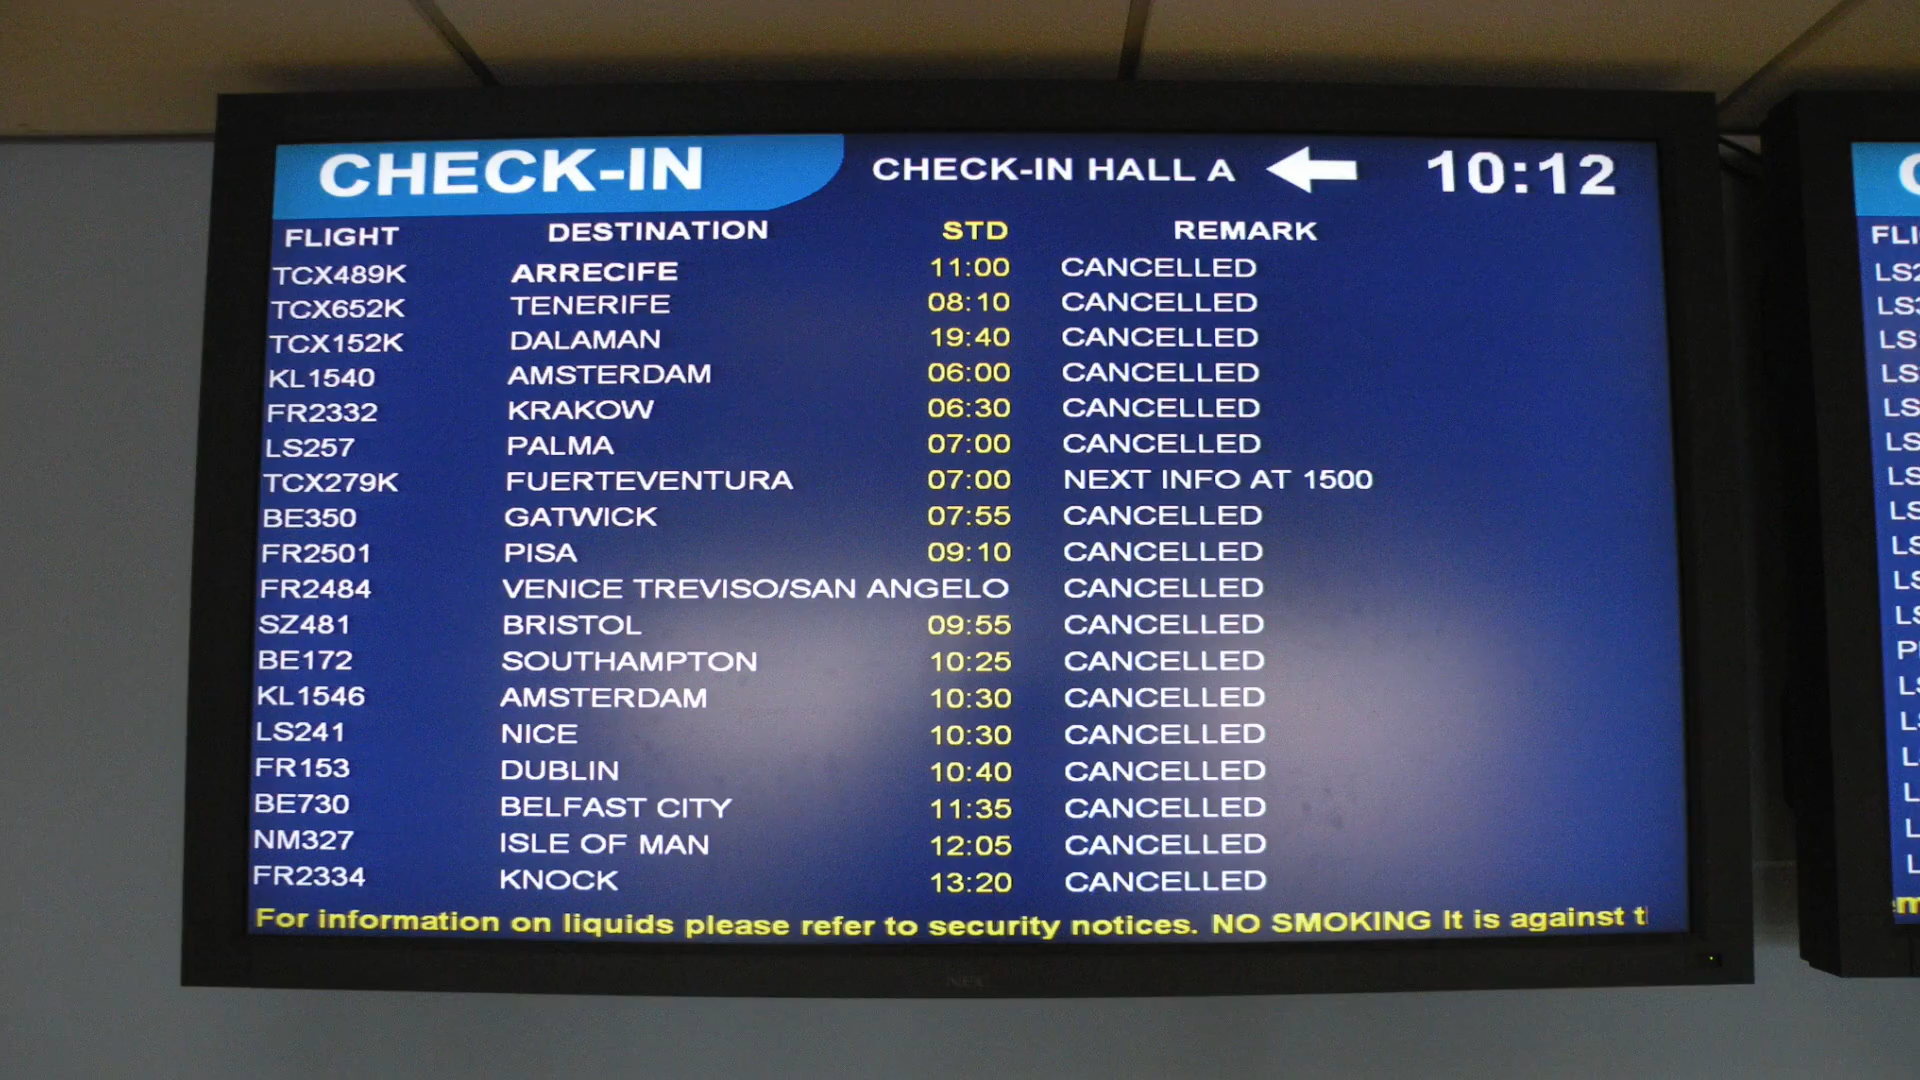 CHECK-IN CHECK-IN HALL A 10:12
FLIGHT DESTINATION STD REMARK
TCX489K ARRECIFE 11:00 CANCELLED
TCX652K TENERIFE 08:10 CANCELLED
TCX152K DALAMAN 19:40 CANCELLED
KL1540 AMSTERDAM 06:00 CANCELLED
FR2332 KRAKOW 06:30 CANCELLED
LS257 PALMA 07:00 CANCELLED
TCX279K FUERTEVENTURA 07:00 NEXT INFO AT 1500
BE350 GATWICK 07:55 CANCELLED
FR2501 PISA 09:10 CANCELLED
FR2484 VENICE TREVISO/SAN ANGELO CANCELLED
SZ481 BRISTOL 09:55 CANCELLED
BE172 SOUTHAMPTON 10:25 CANCELLED
KL1546 AMSTERDAM 10:30 CANCELLED
LS241 NICE 10:30 CANCELLED
FR153 DUBLIN 10:40 CANCELLED
BE730 BELFAST CITY 11:35 CANCELLED
NM327 ISLE OF MAN 12:05 CANCELLED
FR2334 KNOCK 13:20 CANCELLED
For information on liquids please refer to security notices. NO SMOKING It is against
NEC